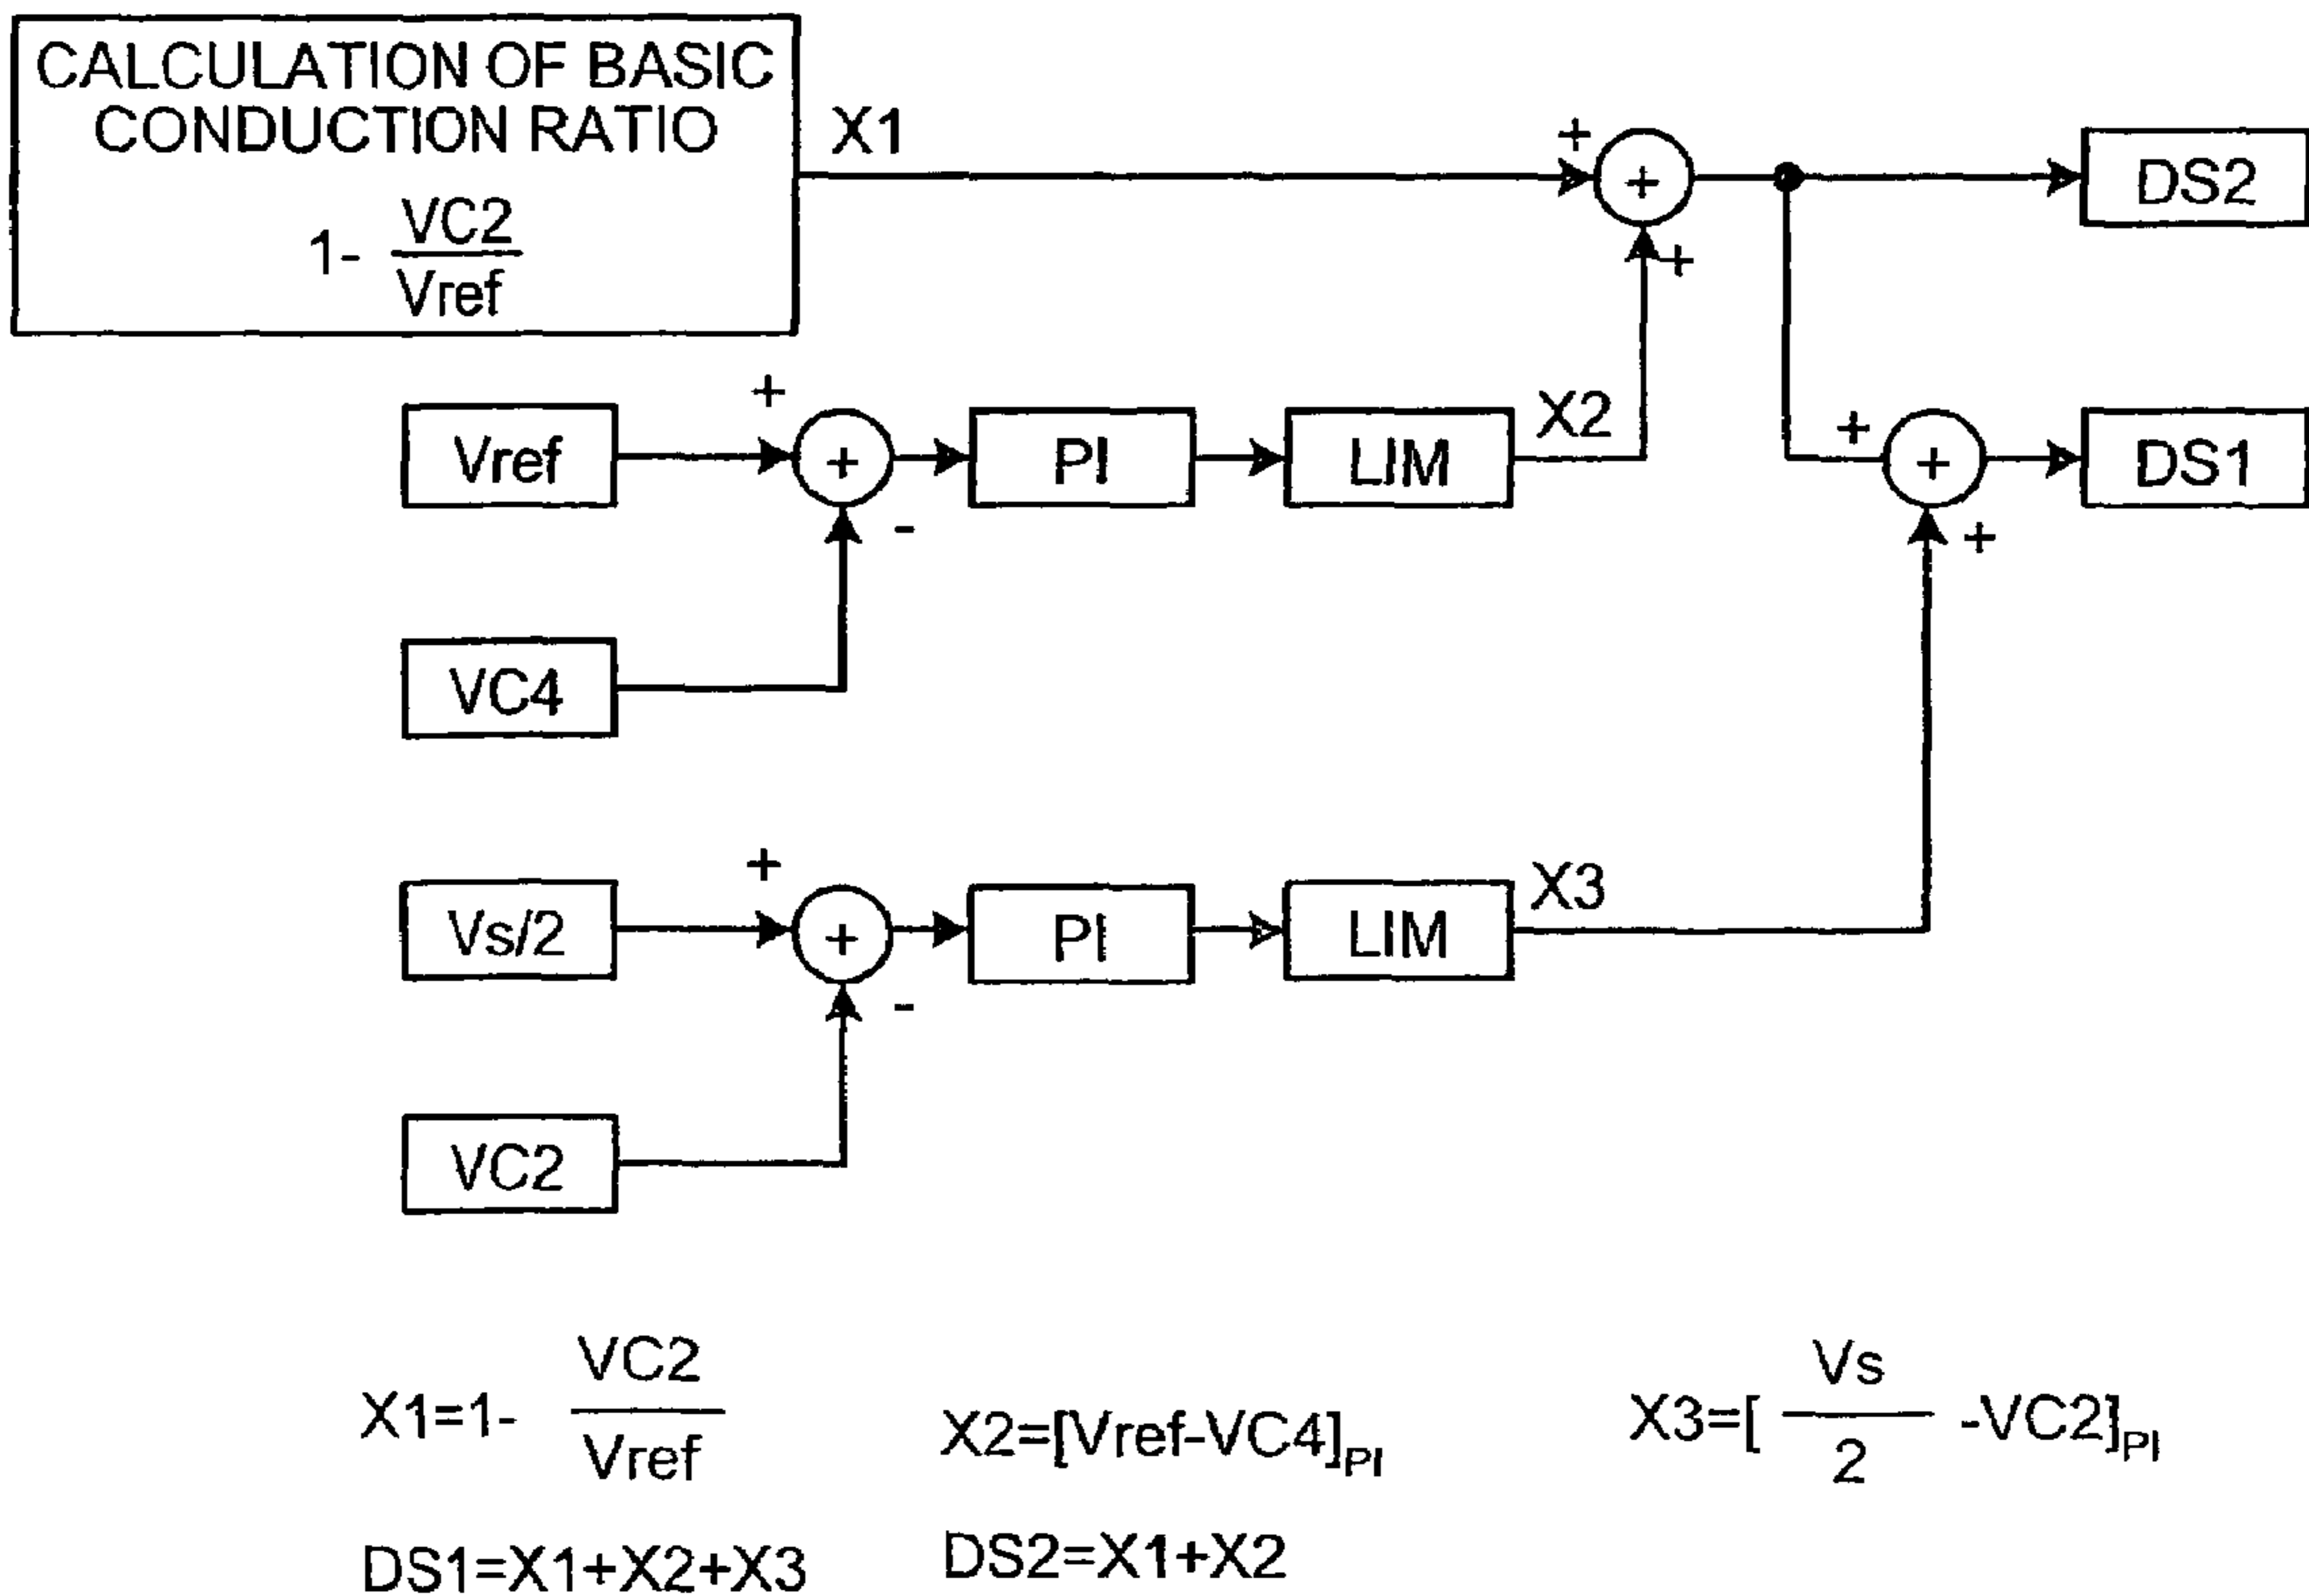 CALCULATION OF BASIC
CONDUCTION RATIO
1- VC2/Vref
X1
+
+
+
DS2
Vref
+
+
-
PI
LIM
X2
+
+
+
DS1
VC4
Vs/2
+
+
-
PI
LIM
X3
VC2
X1=1- VC2/Vref
X2=[Vref-VC4]PI
X3=[ Vs/2 -VC2]PI
DS1=X1+X2+X3
DS2=X1+X2